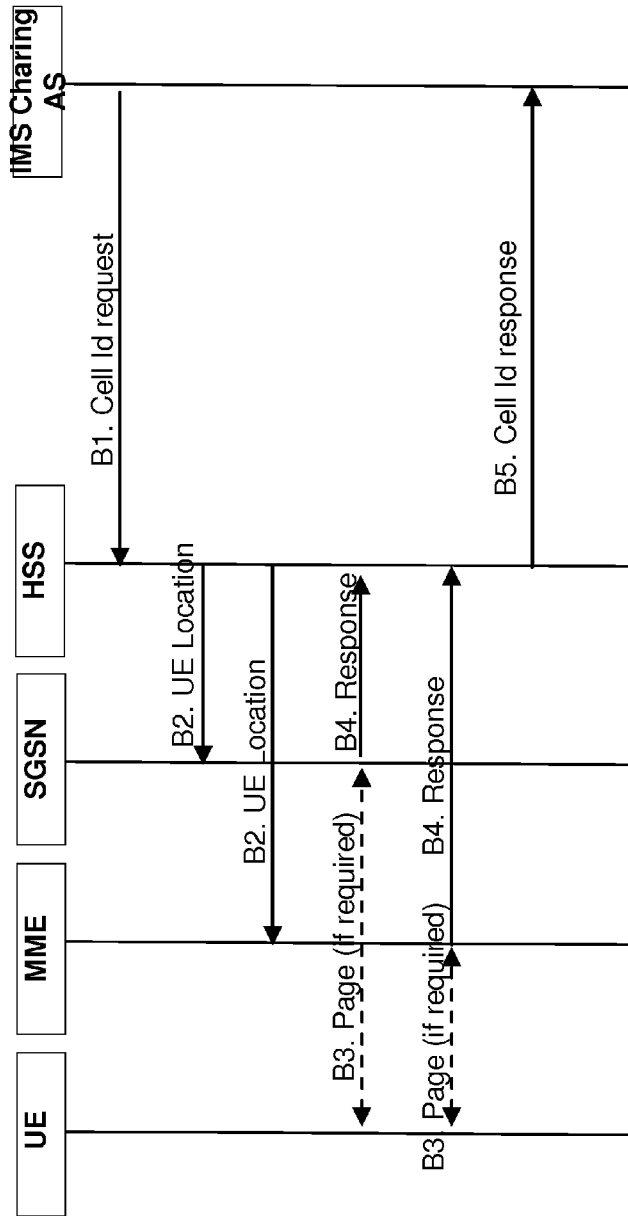 UE
MME
SGSN
HSS
IMS Charing
AS
B1. Cell Id request
B2. UE Location
B2. UE Location
B3. Page (if required)
B4. Response
B3. Page (if required)
B4. Response
B5. Cell Id response